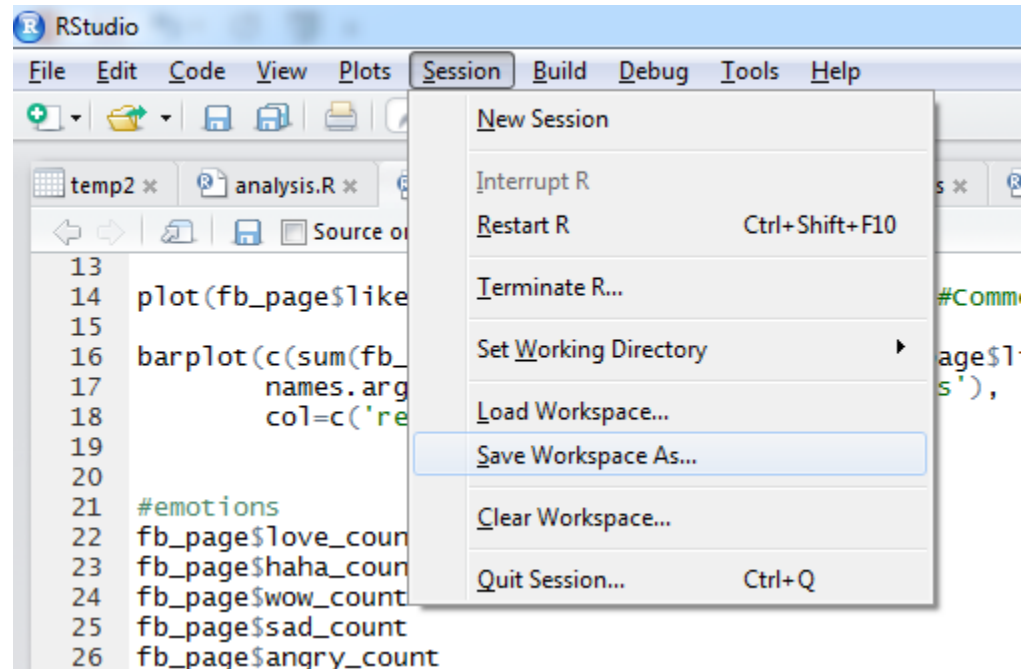 RStudio
File Edit Code View Plots Session Build Debug Tools Help
New Session
temp2 analysis.R
Interrupt R
Source
Restart R Ctrl+Shift+F10
13
14 plot(fb_page$like
Terminate R...
15
16 barplot(c(sum(fb_
Set Working Directory
17 names.arg s'),
18 col=c('re
Load Workspace...
19
Save Workspace As...
20
21 #emotions
Clear Workspace...
22 fb_page$love_coun
23 fb_page$haha_coun
Quit Session... Ctrl+Q
24 fb_page$wow_count
25 fb_page$sad_count
26 fb_page$angry_count